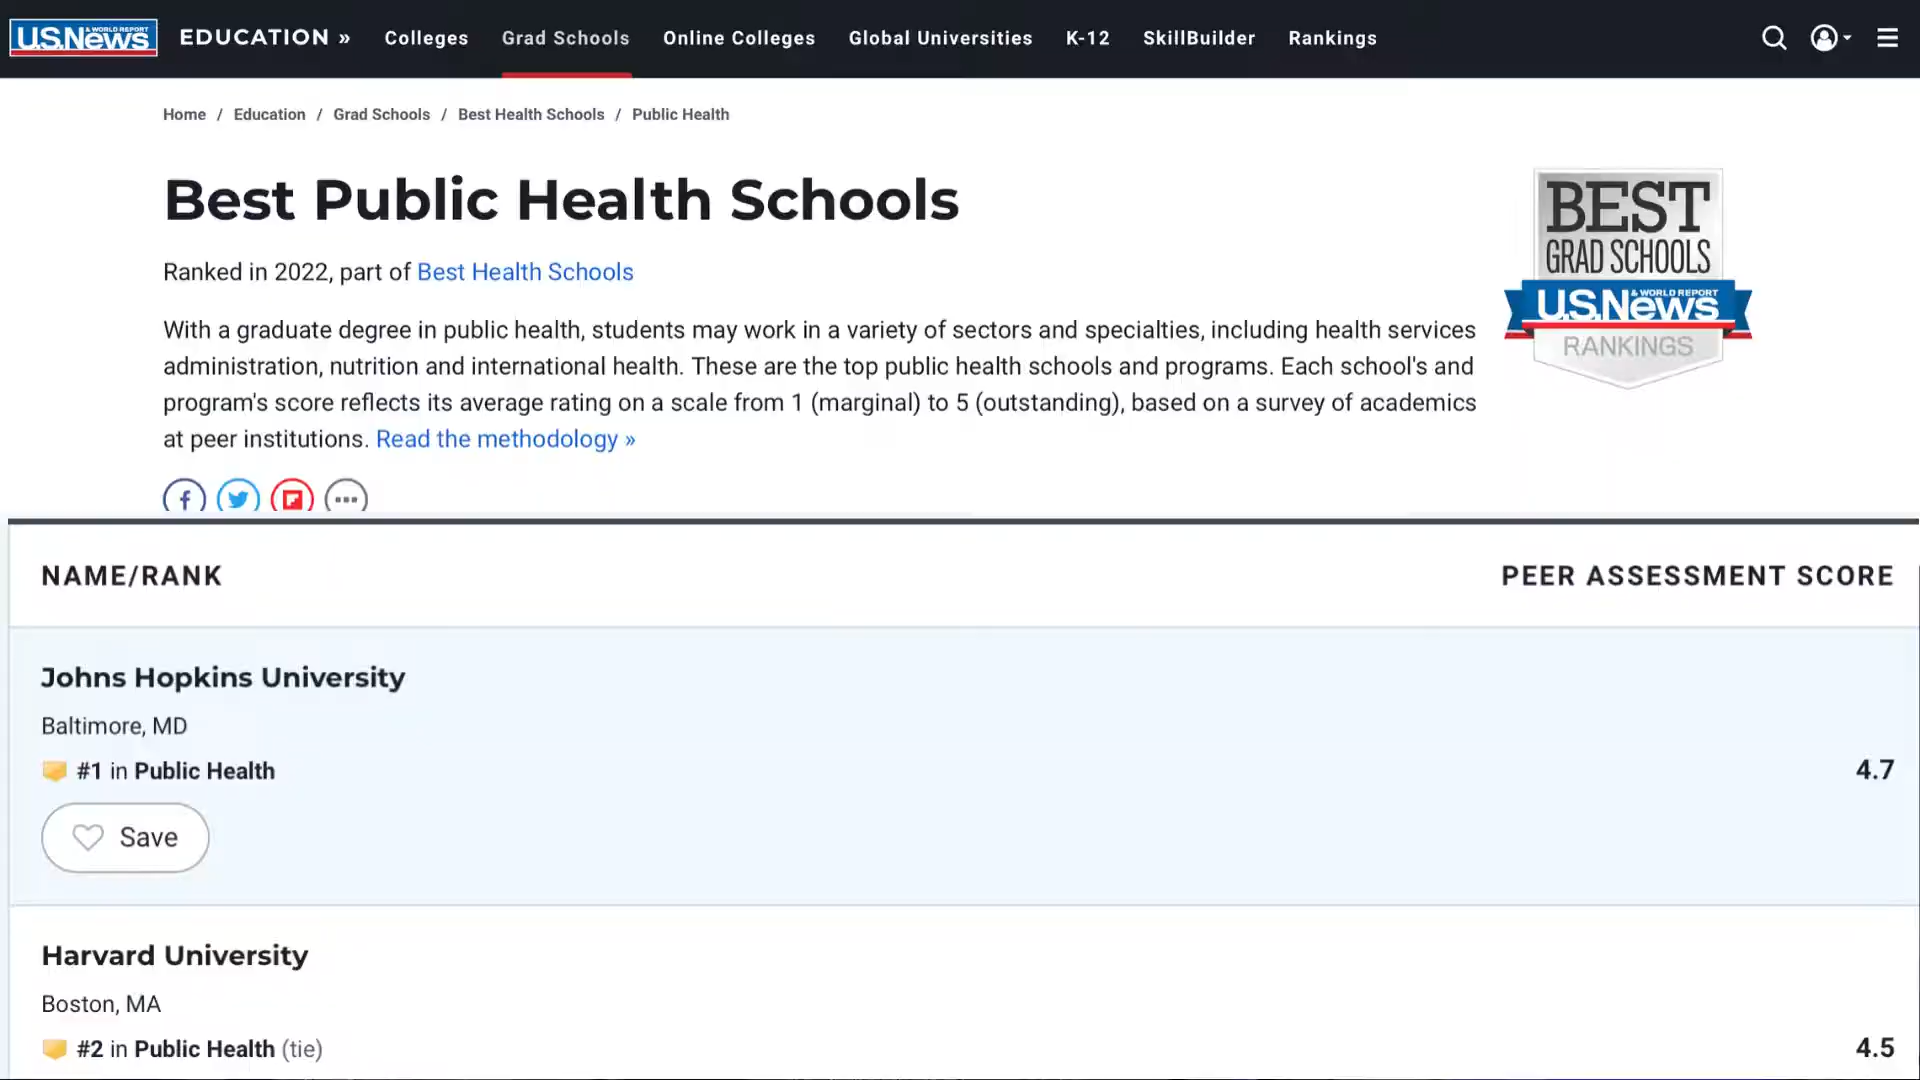 U.S.News & WORLD REPORT EDUCATION » Colleges Grad Schools Online Colleges Global Universities K-12 SkillBuilder Rankings
Home / Education / Grad Schools / Best Health Schools / Public Health
Best Public Health Schools
Ranked in 2022, part of Best Health Schools
With a graduate degree in public health, students may work in a variety of sectors and specialties, including health services
administration, nutrition and international health. These are the top public health schools and programs. Each school's and
program's score reflects its average rating on a scale from 1 (marginal) to 5 (outstanding), based on a survey of academics
at peer institutions. Read the methodology »
BEST
GRAD SCHOOLS
U.S.News & WORLD REPORT
RANKINGS
NAME/RANK PEER ASSESSMENT SCORE
Johns Hopkins University
Baltimore, MD
#1 in Public Health 4.7
Save
Harvard University
Boston, MA
#2 in Public Health (tie) 4.5